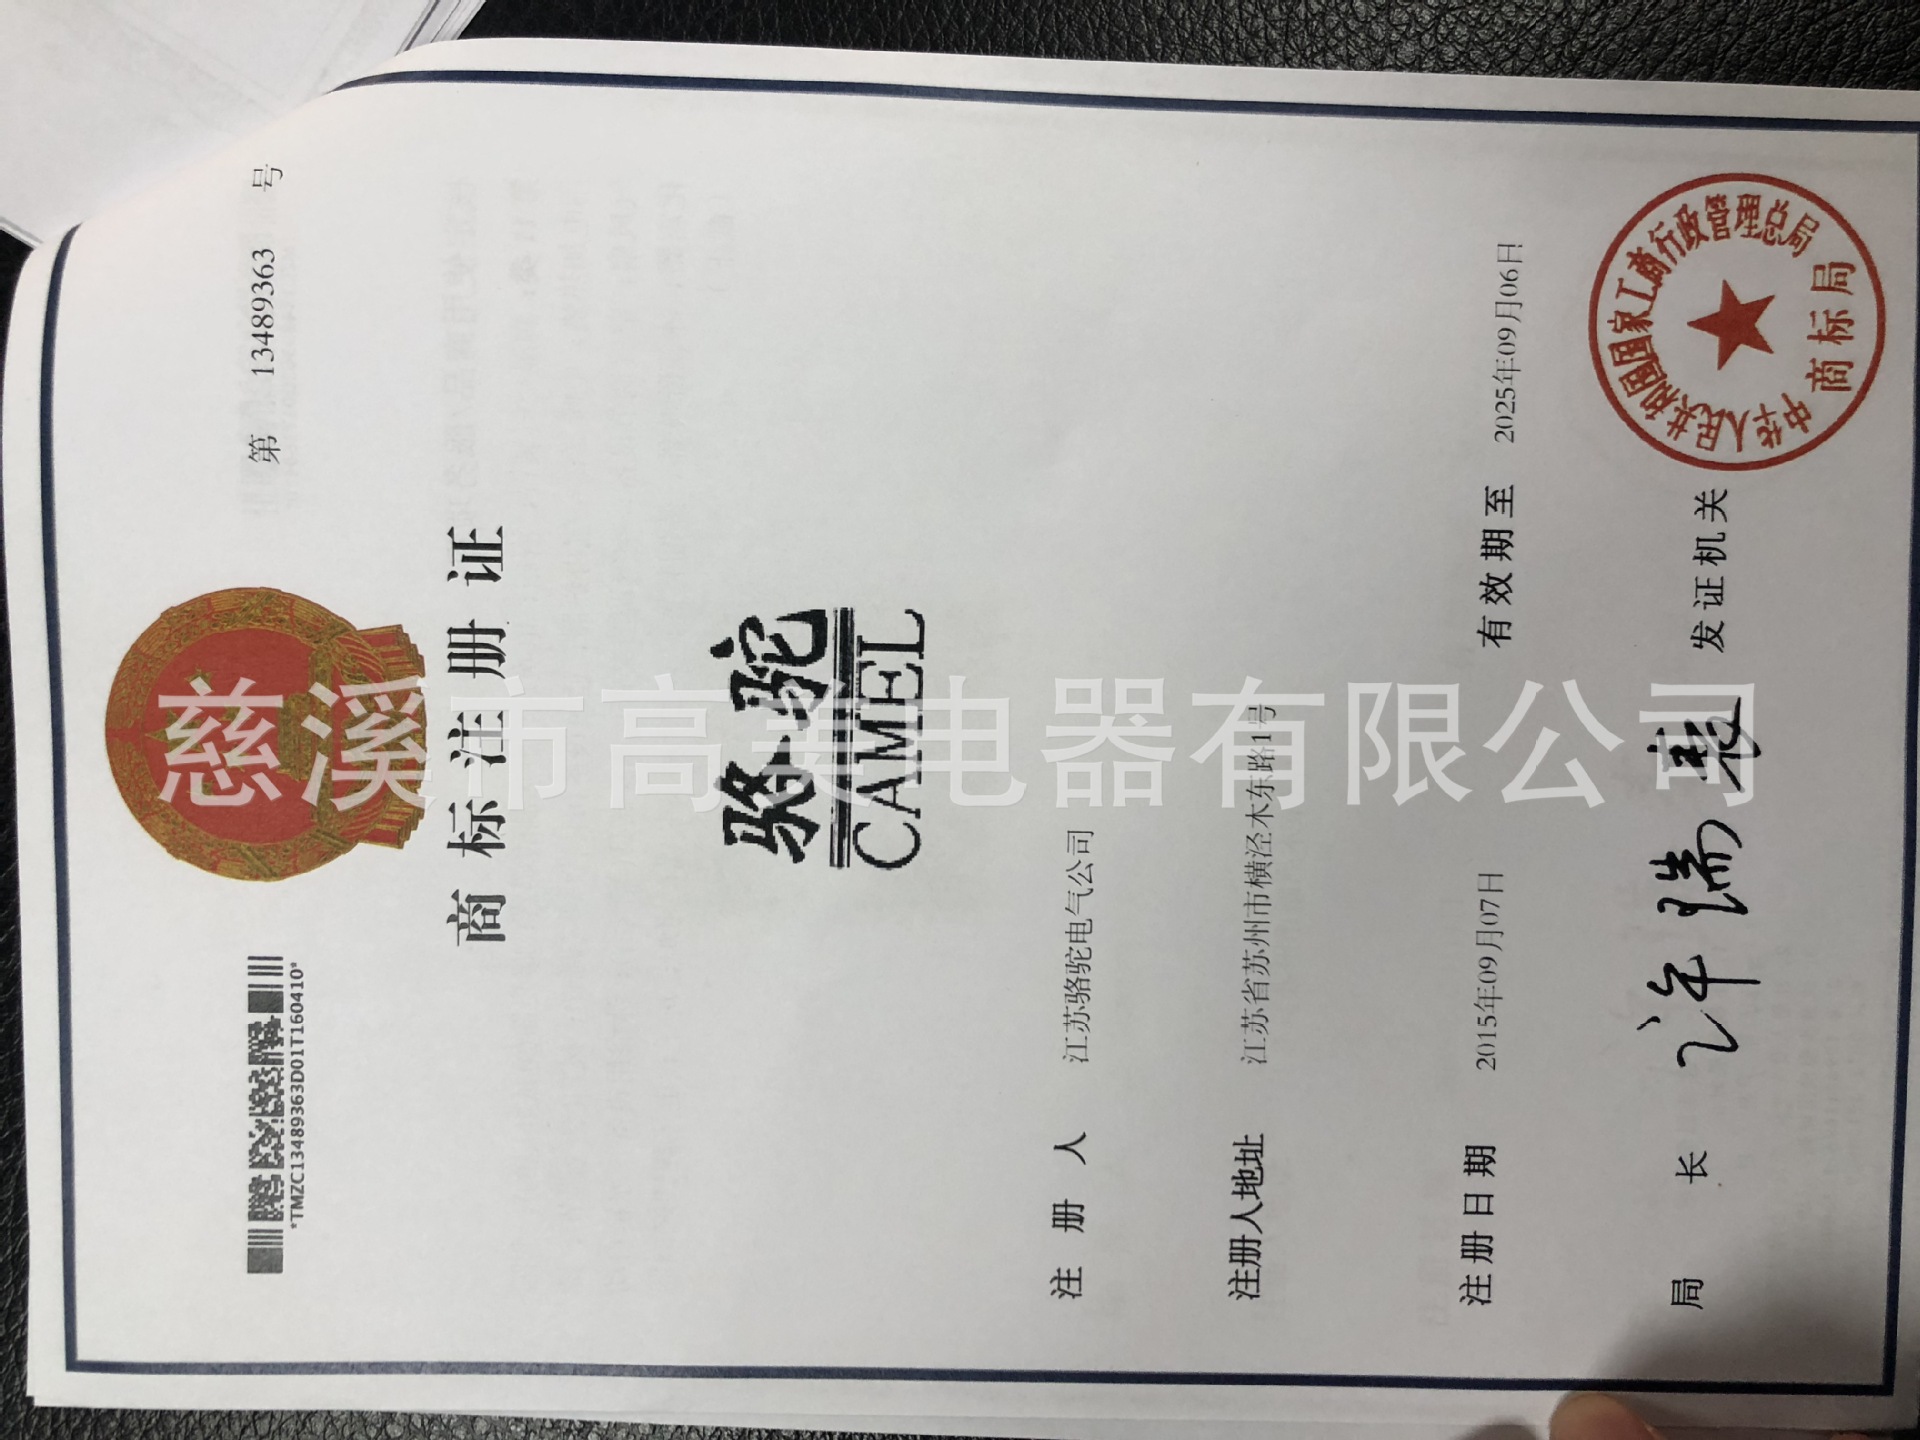 第 13489363 号
*TMZC13489363D01T160410*
商标注册证
骆驼
CAMEL
注册人 江苏骆驼电气公司
注册人地址 江苏省苏州市横泾木东路1号
注册日期 2015年09月07日 有效期至 2025年09月06日
局长 许瑞表 发证机关
中华人民共和国国家工商行政管理总局
商标局
慈溪市高美电器有限公司